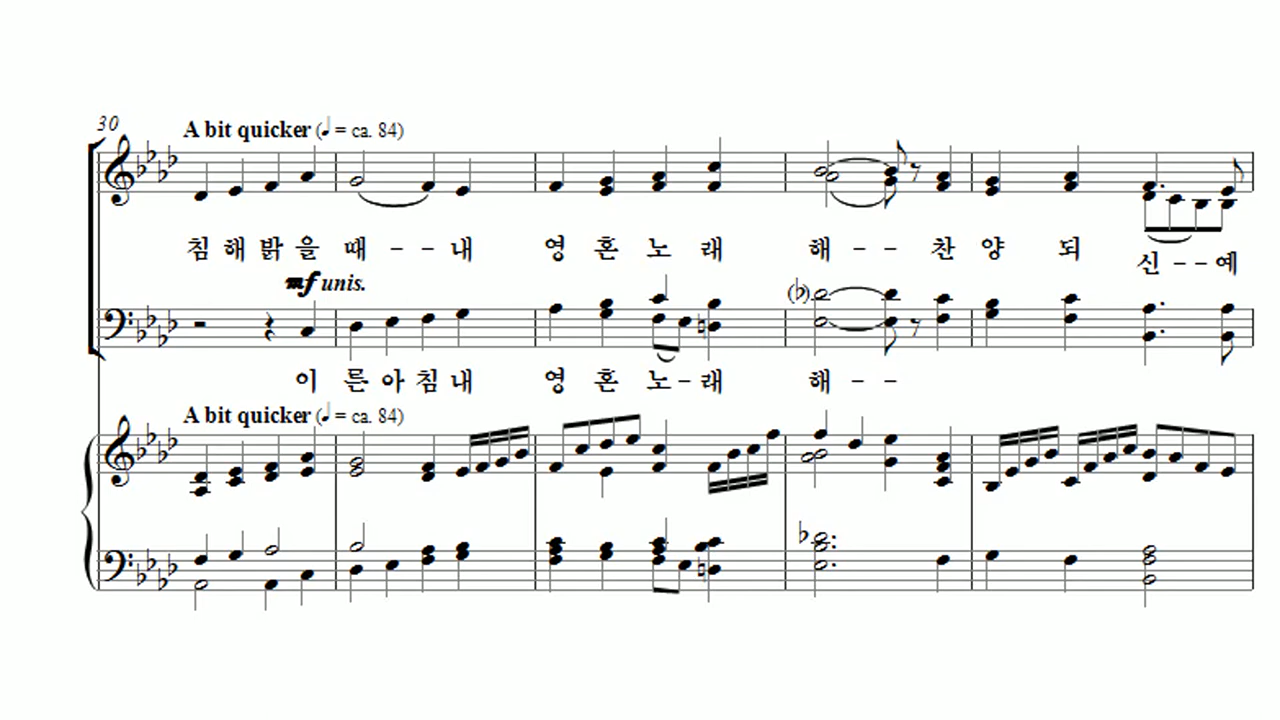 30
A bit quicker (♩ = ca. 84)
침 해 밝 을 때 - - 내 영 혼 노 래 해 - - 찬 양 되 신 - - 예
mf unis.
이 른 아 침 내 영 혼 노 - 래 해 - -
A bit quicker (♩ = ca. 84)